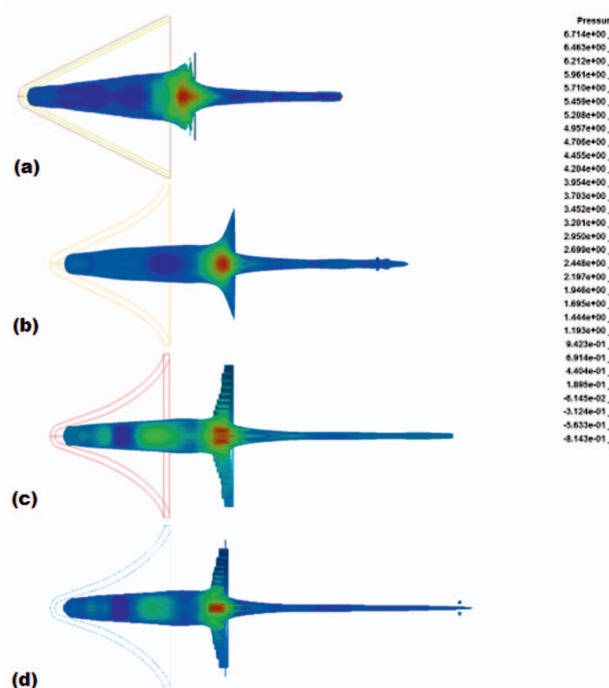 Pressur
6.714e+00
6.463e+00
6.212e+00
5.961e+00
5.710e+00
5.459e+00
5.208e+00
4.957e+00
4.706e+00
4.455e+00
4.204e+00
3.954e+00
3.703e+00
3.452e+00
3.201e+00
2.950e+00
2.699e+00
2.448e+00
2.197e+00
1.946e+00
1.695e+00
1.444e+00
1.193e+00
9.423e-01
6.914e-01
4.404e-01
1.895e-01
-6.145e-02
-3.124e-01
-5.633e-01
-8.143e-01
(a)
(b)
(c)
(d)